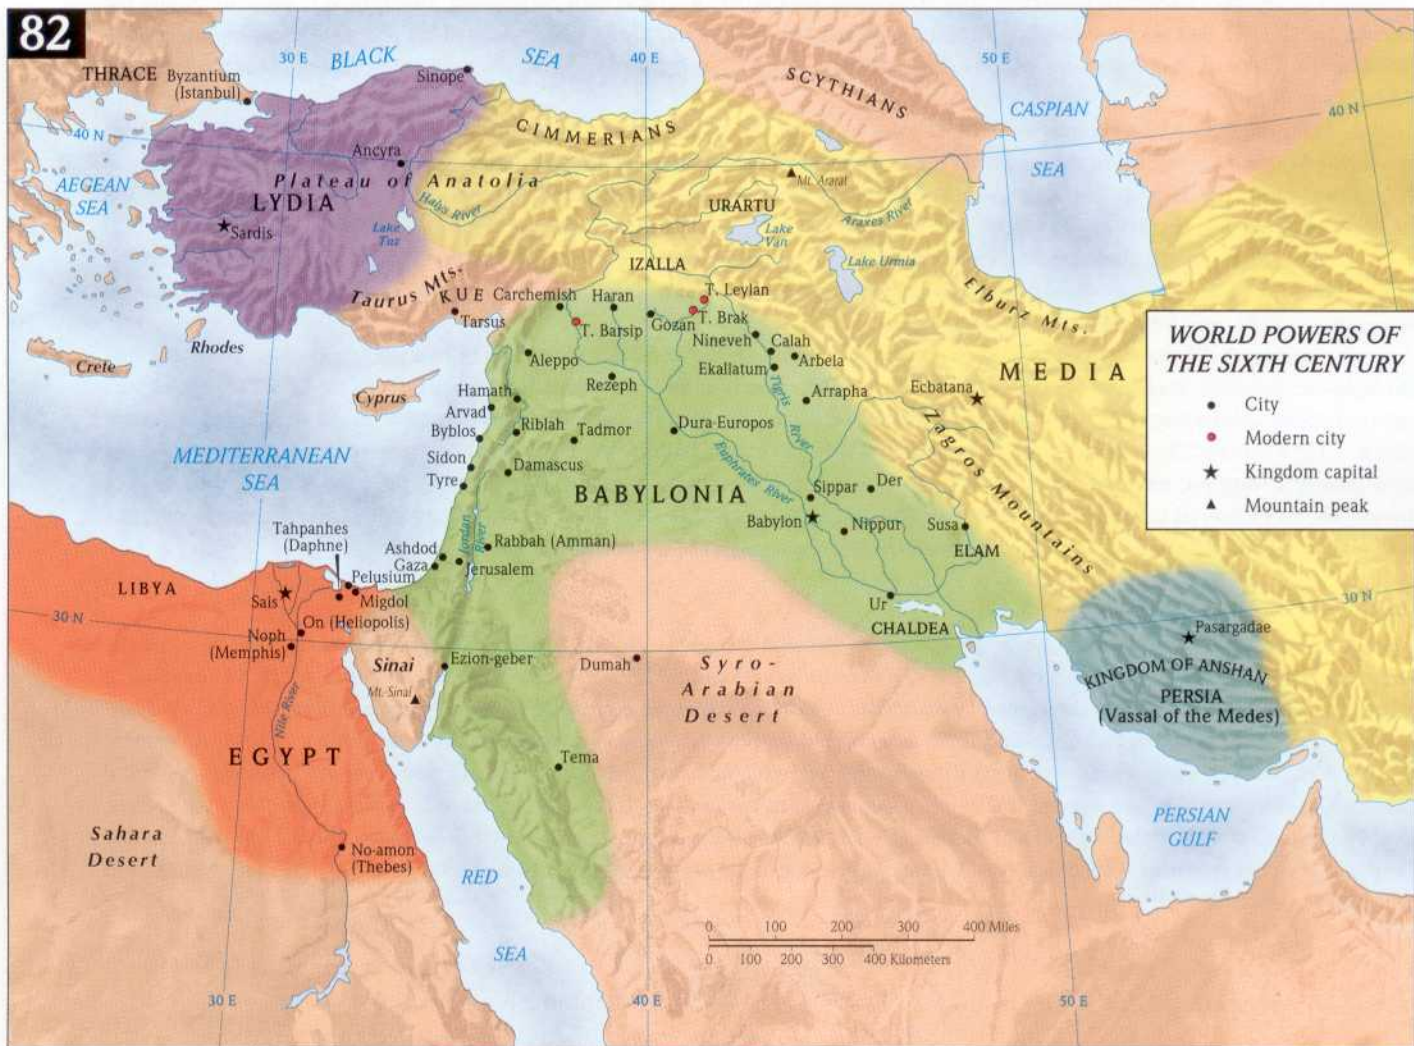 82
30 E
BLACK
SEA
40 E
50 E
THRACE
Byzantium
(Istanbul)
Sinope
SCYTHIANS
CASPIAN
SEA
40 N
40 N
CIMMERIANS
Ancyra
Plateau of Anatolia
Mt. Ararat
AEGEAN
SEA
LYDIA
Halys River
URARTU
Araxes River
Sardis
Lake
Tuz
Lake
Van
Lake Urmia
IZALLA
Taurus Mts.
KUE
Carchemish
Haran
T. Leylan
Elburz Mts.
Tarsus
T. Barsip
Gozan
T. Brak
Rhodes
Nineveh
Calah
Crete
Aleppo
Ekallatum
Arbela
MEDIA
Rezeph
Tigris
River
Ecbatana
Cyprus
Hamath
Arrapha
Arvad
Byblos
Riblah
Tadmor
Dura-Europos
Zagros Mountains
MEDITERRANEAN
SEA
Sidon
Tyre
Damascus
Euphrates River
BABYLONIA
Sippar
Der
Babylon
Nippur
Susa
ELAM
Tahpanhes
(Daphne)
Jordan
River
Rabbah (Amman)
Ashdod
Gaza
Jerusalem
LIBYA
Pelusium
Sais
Migdol
Ur
30 N
On (Heliopolis)
CHALDEA
30 N
Noph
(Memphis)
Pasargadae
Sinai
Ezion-geber
Dumah
Syro-
Arabian
Desert
KINGDOM OF ANSHAN
Mt. Sinai
PERSIA
(Vassal of the Medes)
Nile River
EGYPT
Tema
PERSIAN
GULF
Sahara
Desert
No-amon
(Thebes)
RED
SEA
0 100 200 300 400 Miles
0 100 200 300 400 Kilometers
30 E
40 E
50 E
WORLD POWERS OF
THE SIXTH CENTURY
City
Modern city
Kingdom capital
Mountain peak